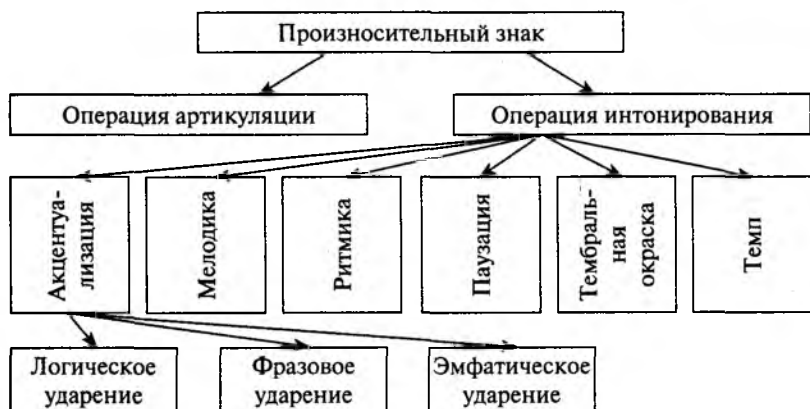 Произносительный знак
Операция артикуляции
Операция интонирования
Акцентуа-
лизация
Мелодика
Ритмика
Паузация
Тембраль-
ная
окраска
Темп
Логическое
ударение
Фразовое
ударение
Эмфатическое
ударение